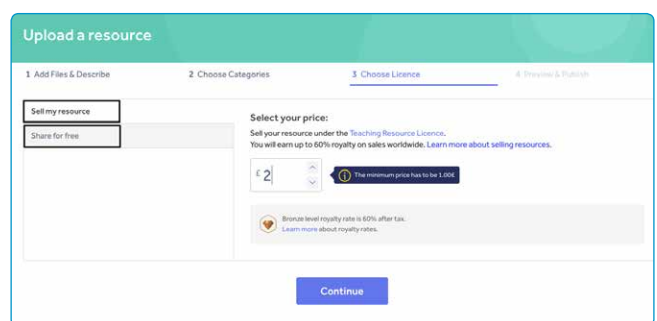 Upload a resource
1 Add Files & Describe
2 Choose Categories
3 Choose Licence
4 Preview & Publish
Sell my resource
Share for free
Select your price:
Sell your resource under the Teaching Resource Licence.
You will earn up to 60% royalty on sales worldwide. Learn more about selling resources.
£ 2
The minimum price has to be 1.00£
Bronze level royalty rate is 60% after tax.
Learn more about royalty rates.
Continue